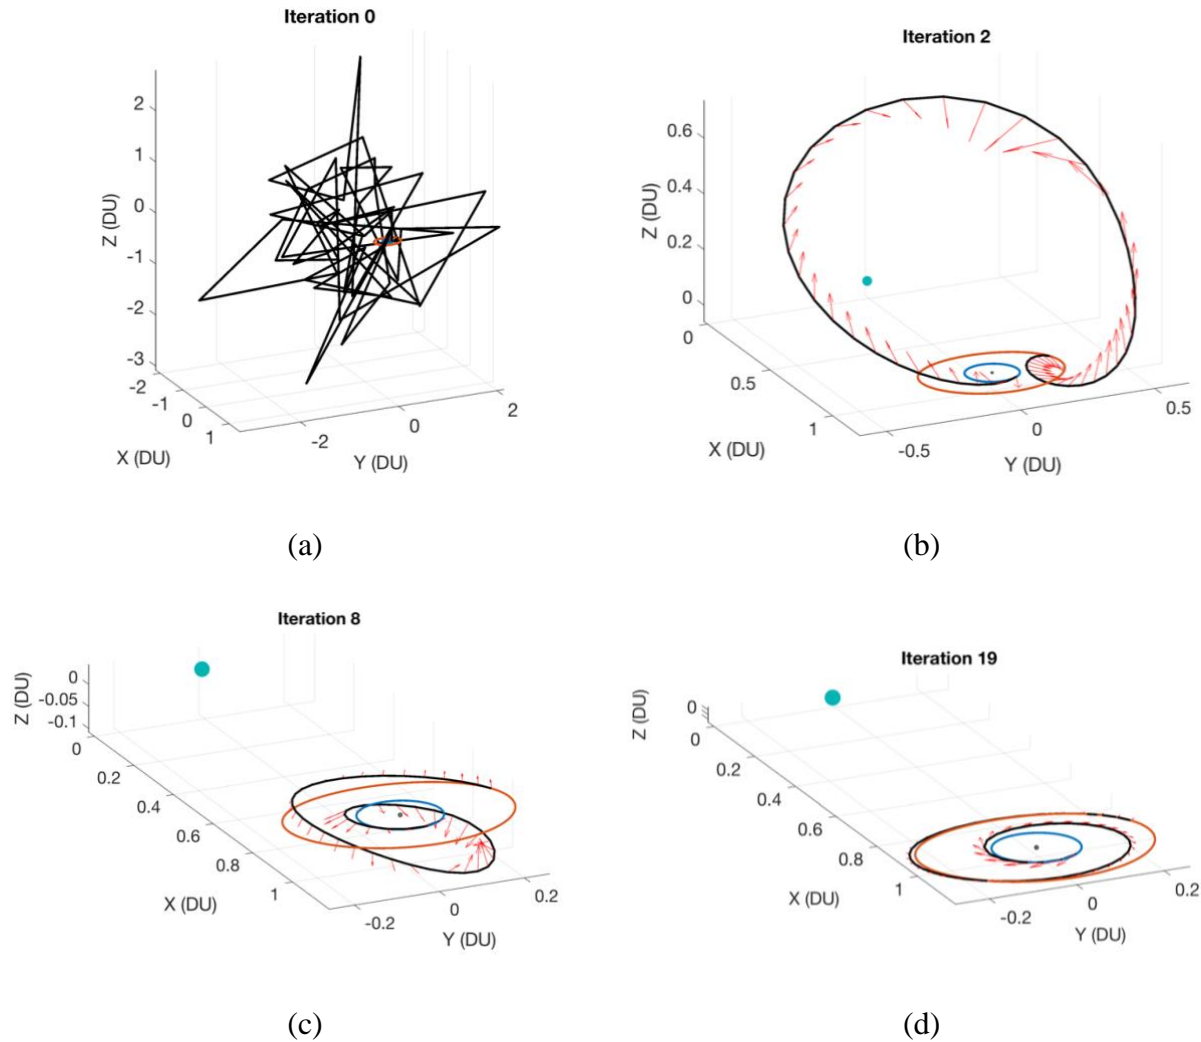 Iteration 0
2
1
0
-1
-2
-3
Z (DU)
-2
-1
0
1
X (DU)
-2
0
2
Y (DU)
(a)
Iteration 2
0.6
0.4
0.2
0
Z (DU)
0
0.5
1
X (DU)
-0.5
0
0.5
Y (DU)
(b)
Iteration 8
0
-0.05
-0.1
Z (DU)
0
0.2
0.4
0.6
0.8
1
X (DU)
-0.2
0
0.2
Y (DU)
(c)
Iteration 19
0
Z (DU)
0
0.2
0.4
0.6
0.8
1
X (DU)
-0.2
0
0.2
Y (DU)
(d)